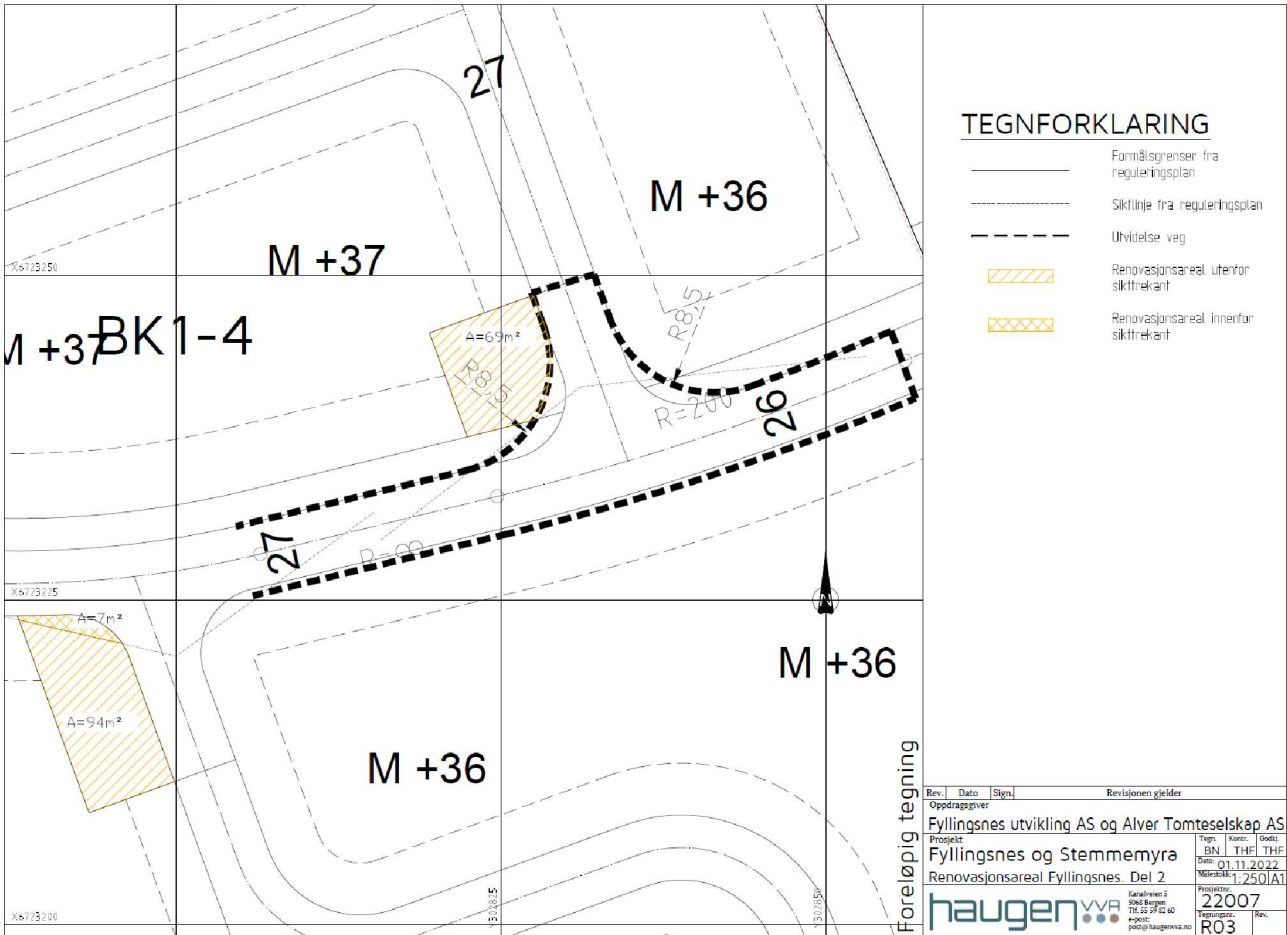 27
M +36
M +37
X6723250
BK1-4
M +37
A=69m²
R8,5
R8,5
R=200
26
27
R=∞
X6723225
A=7m²
A=94m²
M +36
M +36
N
X6723200
Y302825
Y302850
Foreløpig tegning
TEGNFORKLARING
Formålsgrenser fra
reguleringsplan
Siktlinje fra reguleringsplan
Utvidelse veg
Renovasjonsareal utenfor
sikttrekant
Renovasjonsareal innenfor
sikttrekant
Rev. Dato Sign. Revisjonen gjelder
Oppdragsgiver
Fyllingsnes utvikling AS og Alver Tomteselskap AS
Prosjekt
Fyllingsnes og Stemmemyra
Renovasjonsareal Fyllingsnes. Del 2
Tegn. Kontr. Godkj.
BN THF THF
Dato: 01.11.2022
Målestokk: 1:250 A1
Prosjektnr.
22007
Tegningsnr. Rev.
R03
haugen VVA
Kanalveien 5
5068 Bergen
Tlf. 55 59 82 60
e-post:
post@haugenvva.no